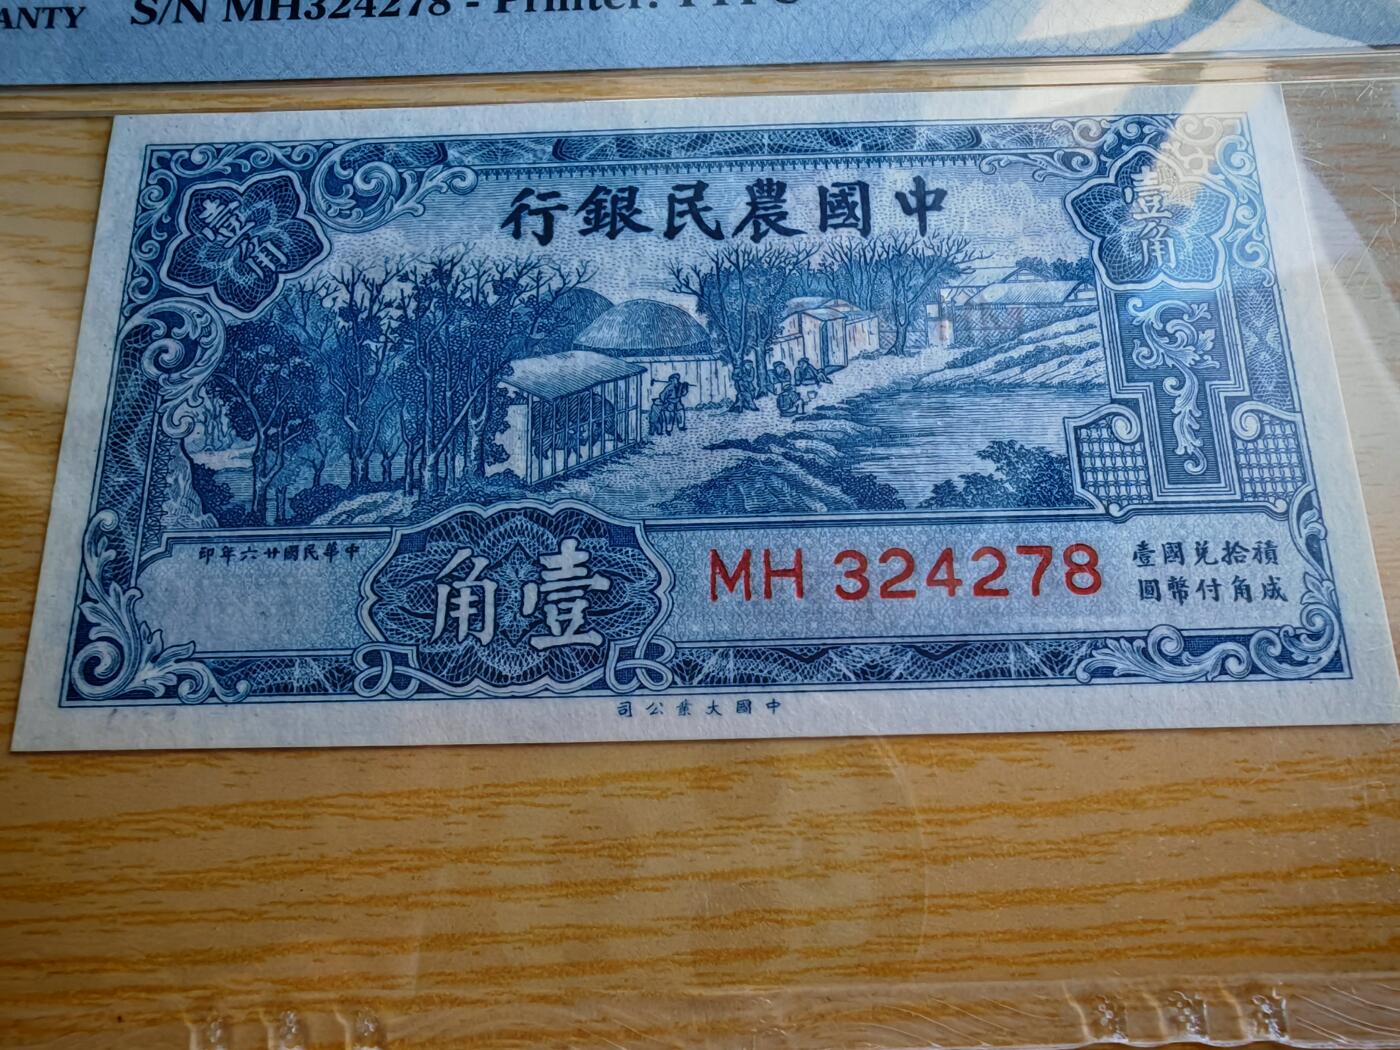 ANTY S/N MH324278 - Printer:
中國農民銀行
壹角
壹角
中華民國廿六年印
壹角
MH 324278
積拾兌國壹
成角付幣圓
中國大業公司